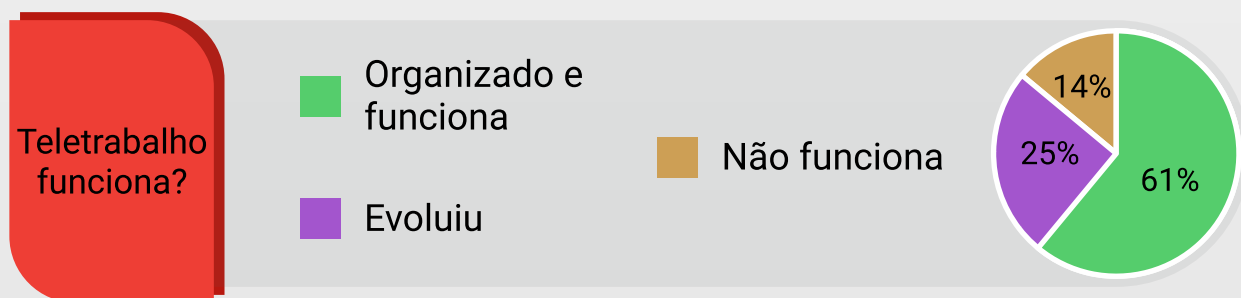 Teletrabalho
funciona?
Organizado e
funciona
Evoluiu
Não funciona
14%
25%
61%